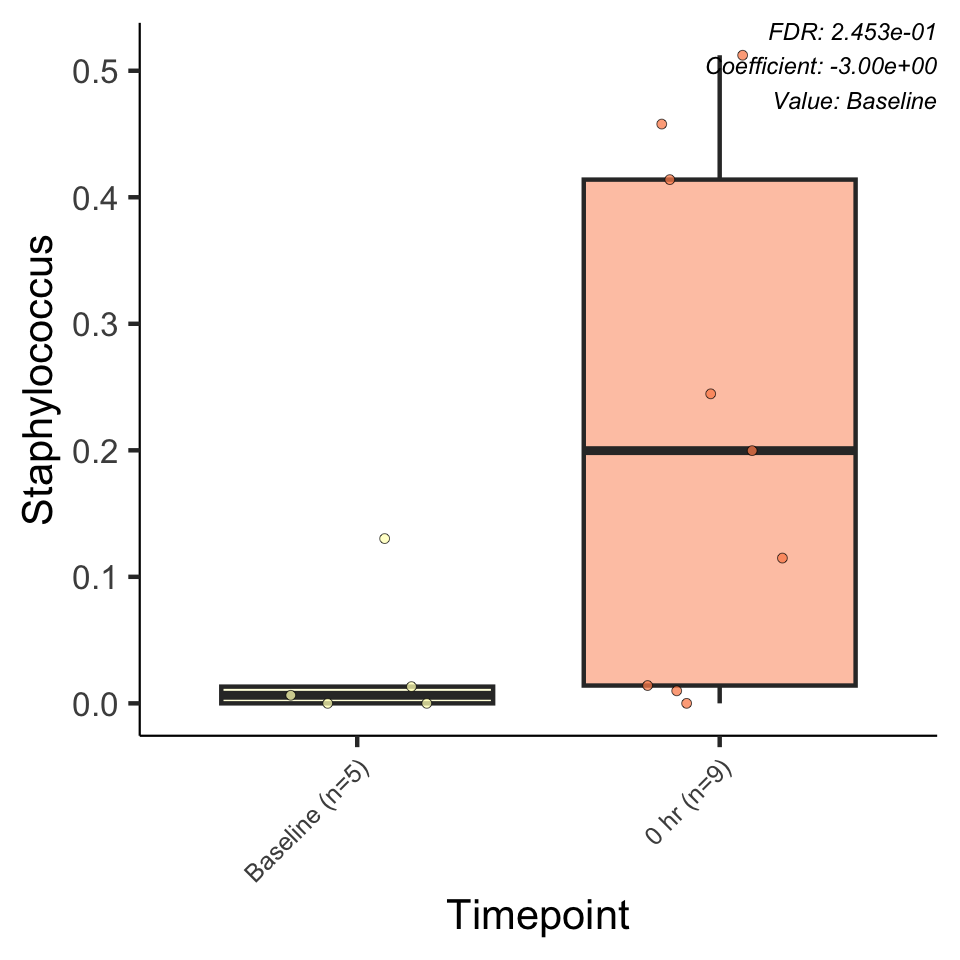 FDR: 2.453e-01
Coefficient: -3.00e+00
Value: Baseline
0.5
0.4
0.3
0.2
0.1
0.0
Staphylococcus
Baseline (n=5)
0 hr (n=9)
Timepoint